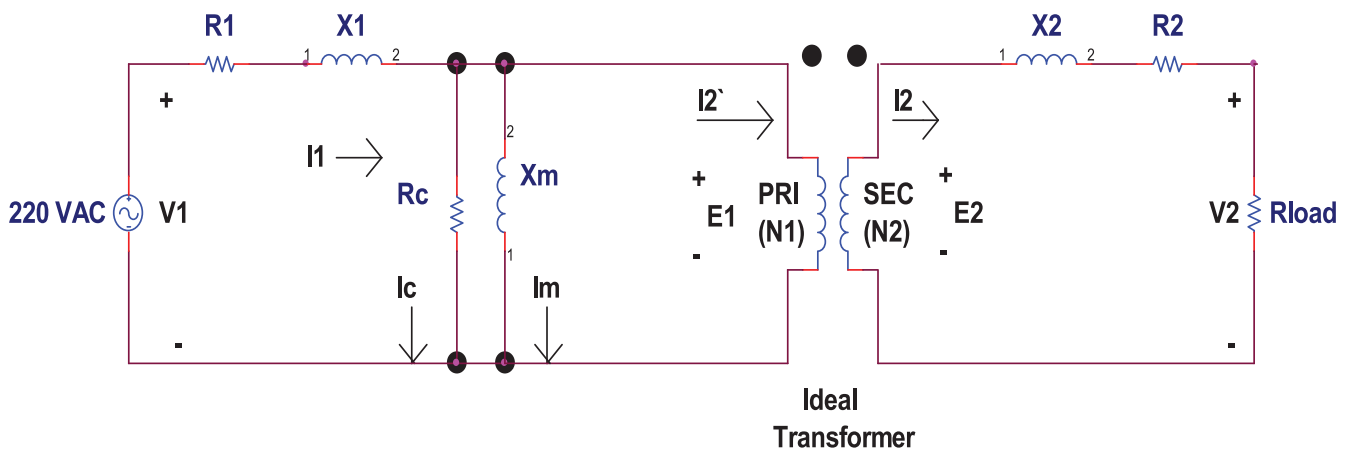 R1
X1
1
2
X2
1
2
R2
+
I1
2
Xm
Rc
1
I2`
I2
+
E1
-
PRI
(N1)
SEC
(N2)
+
E2
-
+
V2
Rload
-
220 VAC
V1
-
Ic
Im
Ideal
Transformer